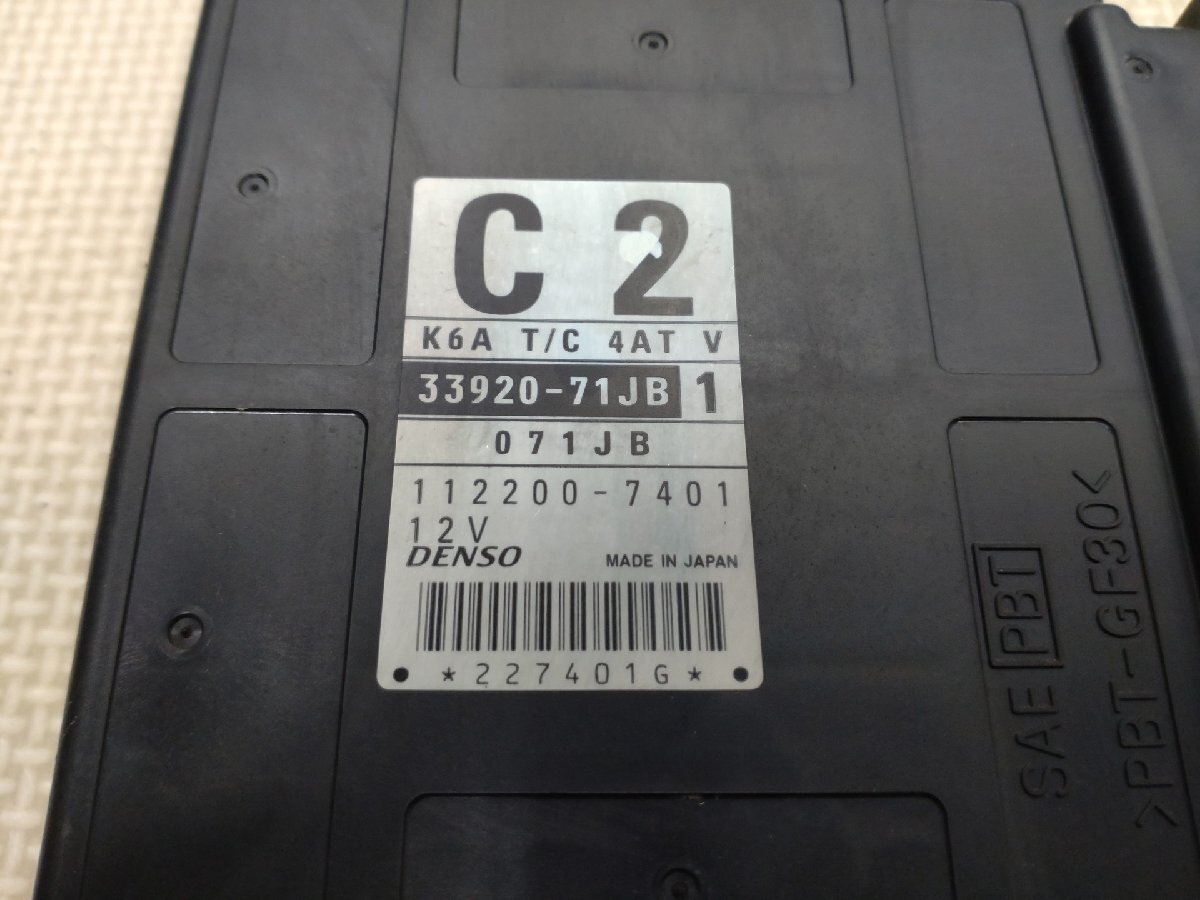 C 2
K6A T/C 4AT V
33920-71JB 1
071JB
112200-7401
12V
DENSO MADE IN JAPAN
*227401G*
SAE PBT
>PBT-GF30<